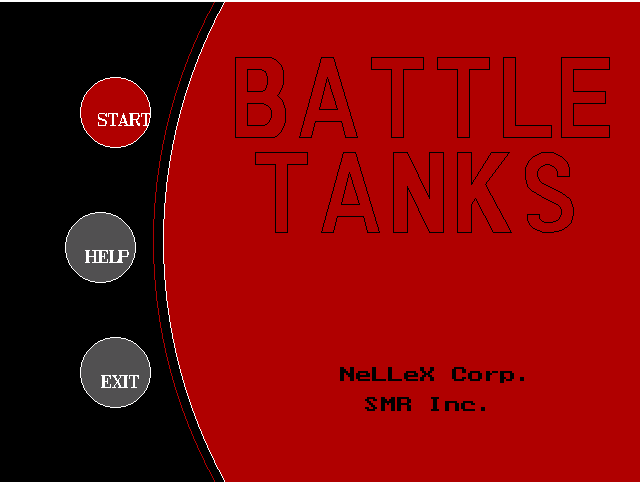 BATTLE
TANKS
START
HELP
EXIT
NeLLeX Corp.
SMR Inc.